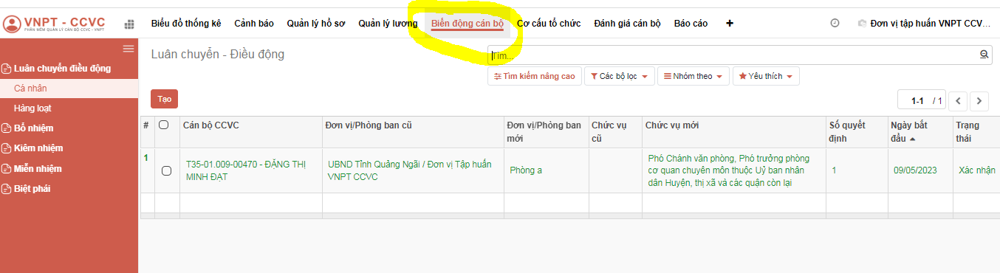 VNPT - CCVC
PHẦN MỀM QUẢN LÝ CÁN BỘ CCVC - VNPT
Biểu đồ thống kê Cảnh báo Quản lý hồ sơ Quản lý lương Biến động cán bộ Cơ cấu tổ chức Đánh giá cán bộ Báo cáo + Đơn vị tập huấn VNPT CCV...
Luân chuyển điều động
Cá nhân
Hàng loạt
Bổ nhiệm
Kiêm nhiệm
Miễn nhiệm
Biệt phái
Luân chuyển - Điều động
Tìm...
Tìm kiếm nâng cao Các bộ lọc Nhóm theo Yêu thích
Tạo
1-1 / 1
# Cán bộ CCVC Đơn vị/Phòng ban cũ Đơn vị/Phòng ban mới Chức vụ cũ Chức vụ mới Số quyết định Ngày bắt đầu Trạng thái
1
T35-01.009-00470 - ĐẶNG THỊ
MINH ĐẠT
UBND Tỉnh Quảng Ngãi / Đơn vị Tập huấn
VNPT CCVC
Phòng a
Phó Chánh văn phòng, Phó trưởng phòng
cơ quan chuyên môn thuộc Uỷ ban nhân
dân Huyện, thị xã và các quận còn lại
1
09/05/2023
Xác nhận